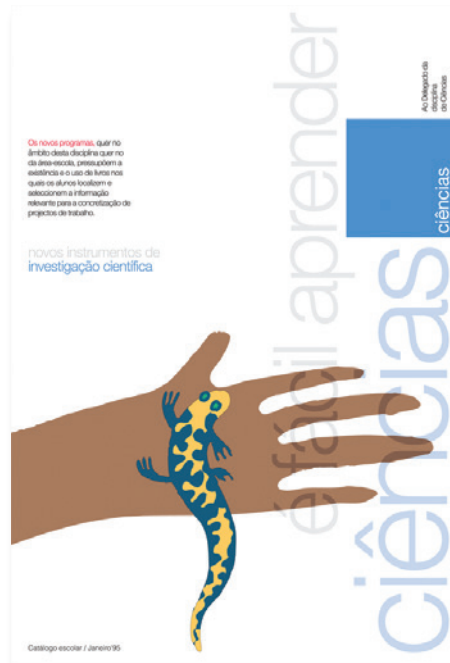 Ao Delegado da
disciplina
de Ciências
Os novos programas, quer no
âmbito desta disciplina quer no
da área-escola, pressupõem a
existência e o uso de livros nos
quais os alunos localizem e
seleccionem a informação
relevante para a concretização de
projectos de trabalho.
novos instrumentos de
investigação científica
é fácil aprender
ciências
ciências
Catálogo escolar / Janeiro'95